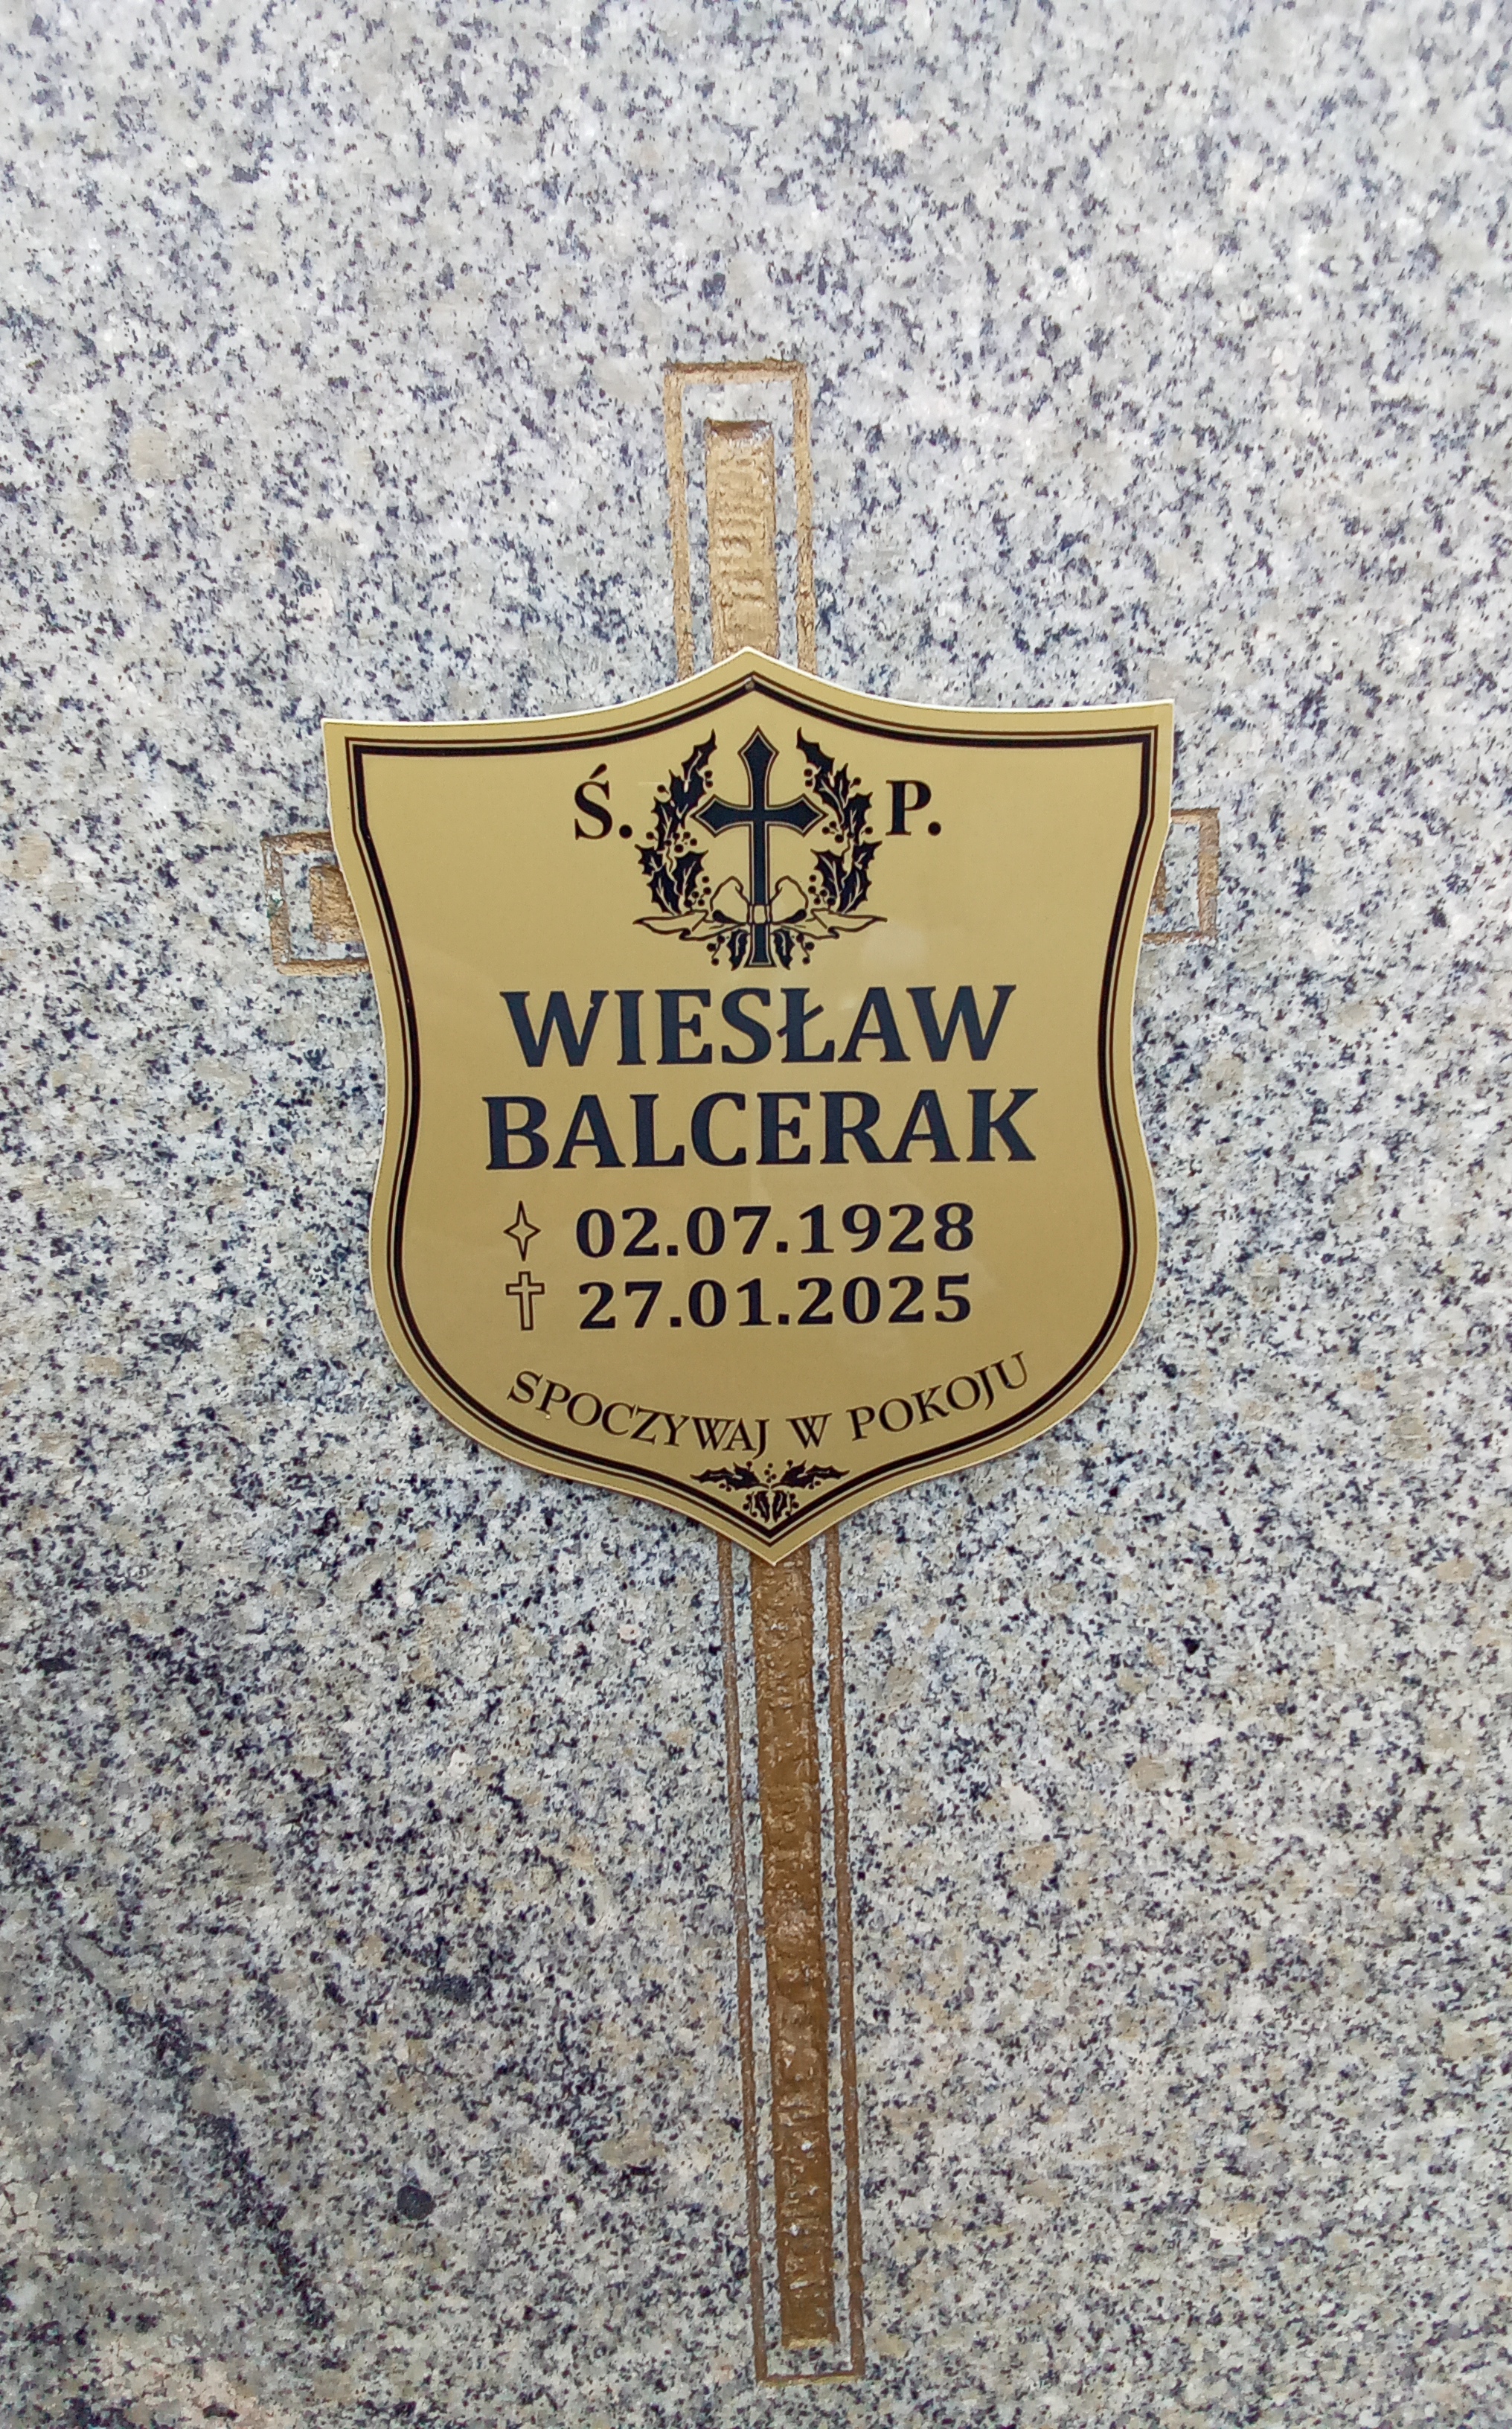 Ś. P.
WIESŁAW
BALCERAK
02.07.1928
27.01.2025
SPOCZYWAJ W POKOJU